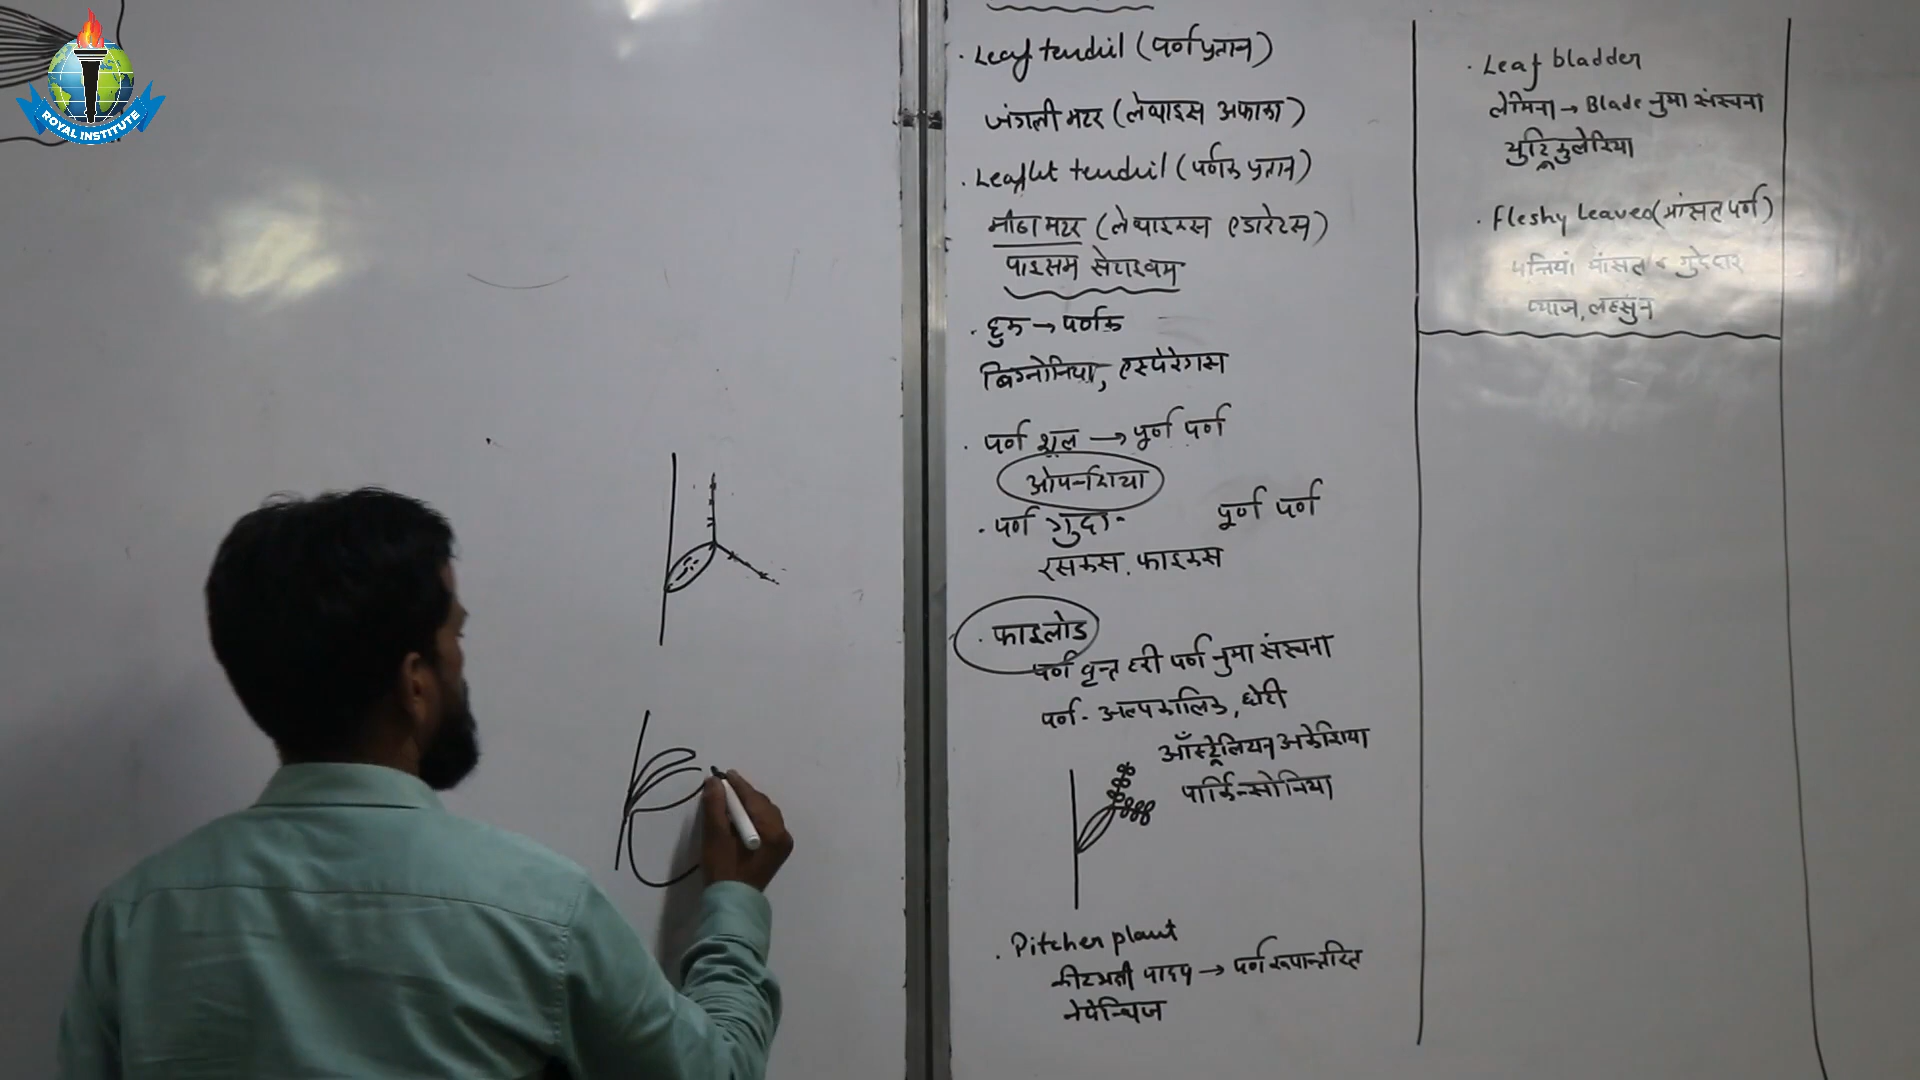 ROYAL INSTITUTE
. Leaf tendril (पर्ण प्रतान)
जंगली मटर (लेथाइरस अफाका)
. Leaflet tendril (पर्णक प्रतान)
मीठा मटर (लेथाइरस एडोरेटस)
पाइसम सेटाइवम
. हुक → पर्णक
बिग्नोनिया, एस्पेरेगस
. पर्ण शूल → पूर्ण पर्ण
ओपन्शिया
. पर्ण गुदा - पूर्ण पर्ण
रसकस, फाइकस
. फाइलोड
पर्ण वृन्त हरी पर्ण नुमा संरचना
पर्ण - अल्पकालिक, छोटी
ऑस्ट्रेलियन अकेशिया
पार्किन्सोनिया
. Pitcher plant
कीटभक्षी पादप → पर्ण रूपान्तरित
नेपेन्थिज
. Leaf bladder
लेमिना → Blade नुमा संरचना
युट्रिकुलेरिया
. Fleshy Leaves (मांसल पर्ण)
पत्तियां मांसल व गुदेदार
प्याज, लहसुन